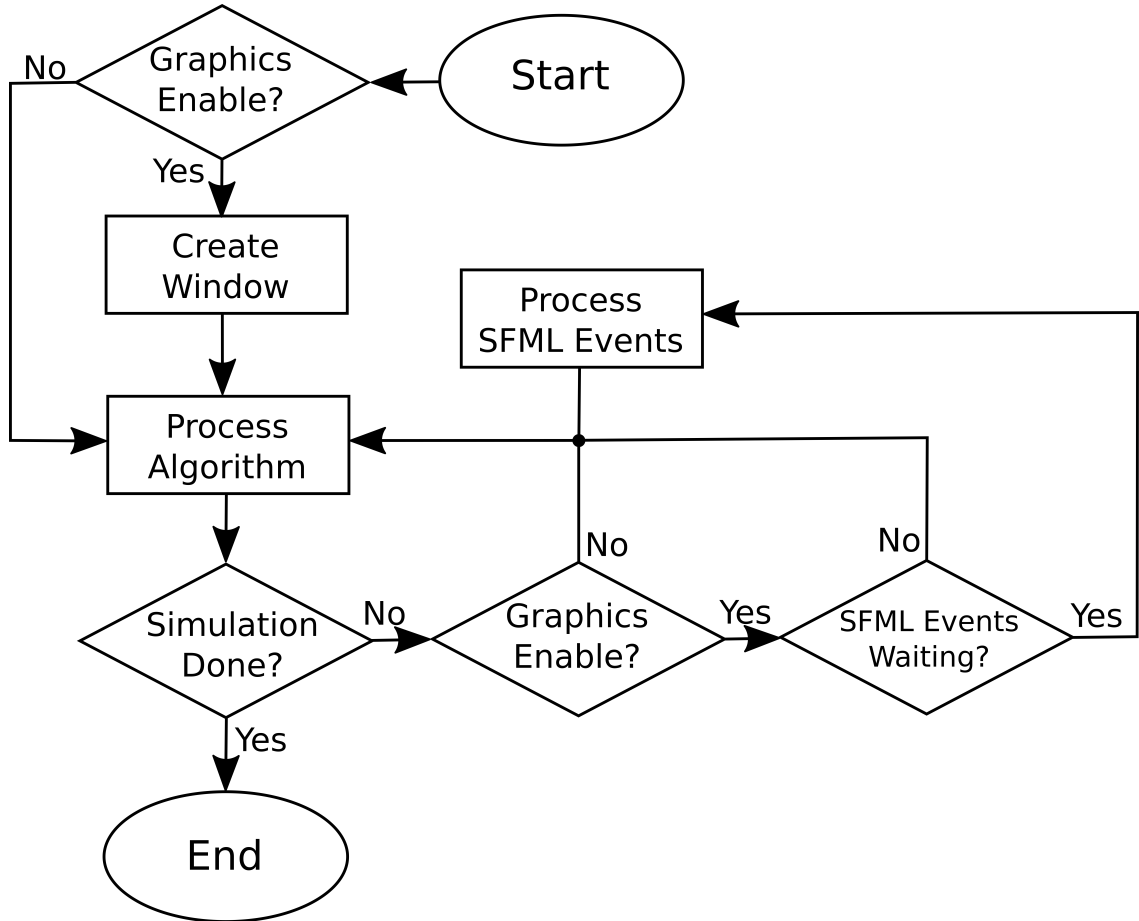 No
Graphics
Enable?
Start
Yes
Create
Window
Process
SFML Events
Process
Algorithm
No
No
Simulation
Done?
No
Graphics
Enable?
Yes
SFML Events
Waiting?
Yes
Yes
End